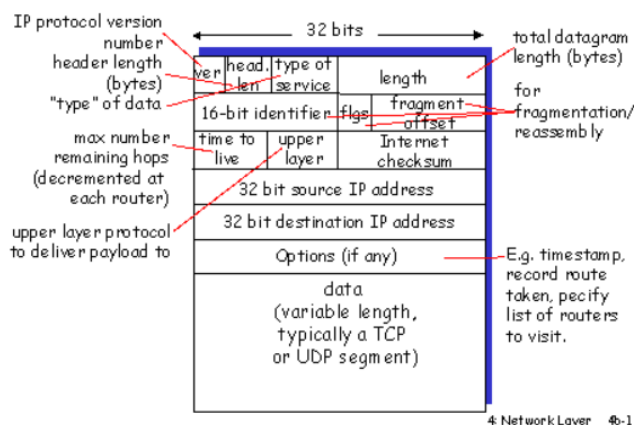 32 bits
IP protocol version
number
header length
(bytes)
"type" of data
ver
head.
len
type of
service
length
total datagram
length (bytes)
16-bit identifier
flgs
fragment
offset
for
fragmentation/
reassembly
max number
remaining hops
(decremented at
each router)
time to
live
upper
layer
Internet
checksum
32 bit source IP address
32 bit destination IP address
upper layer protocol
to deliver payload to
Options (if any)
E.g. timestamp,
record route
taken, pecify
list of routers
to visit.
data
(variable length,
typically a TCP
or UDP segment)
4: Network Layer 4b-1